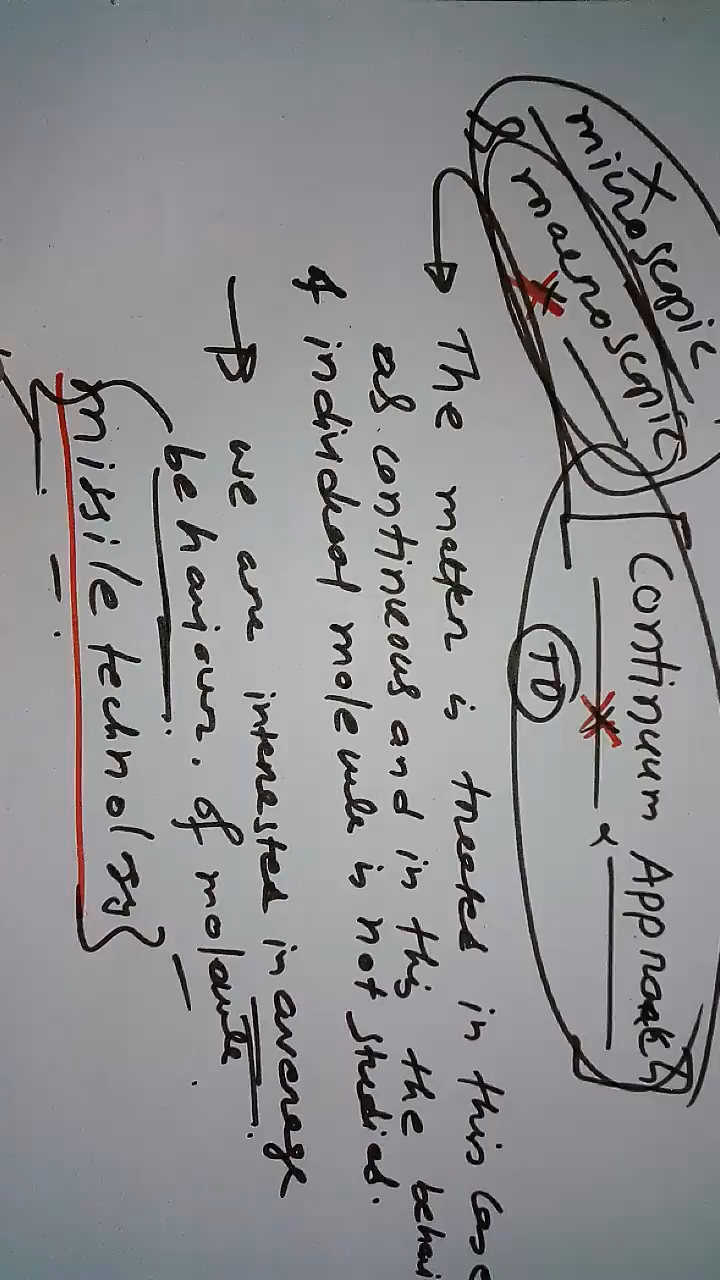 microscopic
macroscopic
Continuum Approach
TD
The matter is treated in this case
as continuous and in this the behavi
of individual molecule is not studied.
we are interested in average
behaviour. of molecule.
{missile technology}